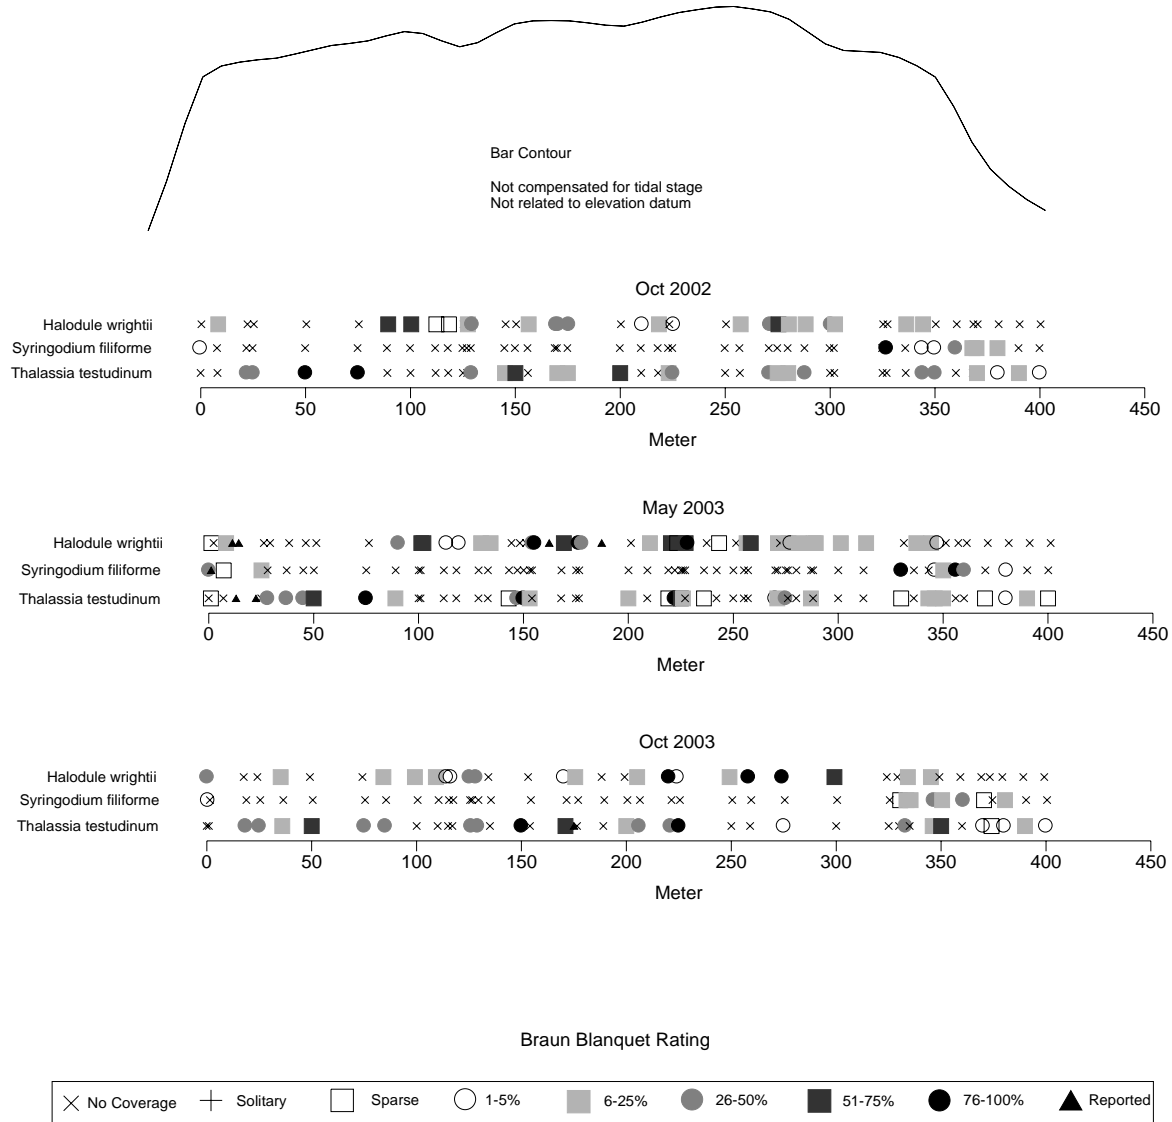 Bar Contour
Not compensated for tidal stage
Not related to elevation datum
Oct 2002
Halodule wrightii
Syringodium filiforme
Thalassia testudinum
0 50 100 150 200 250 300 350 400 450
Meter
May 2003
Halodule wrightii
Syringodium filiforme
Thalassia testudinum
0 50 100 150 200 250 300 350 400 450
Meter
Oct 2003
Halodule wrightii
Syringodium filiforme
Thalassia testudinum
0 50 100 150 200 250 300 350 400 450
Meter
Braun Blanquet Rating
No Coverage Solitary Sparse 1-5% 6-25% 26-50% 51-75% 76-100% Reported